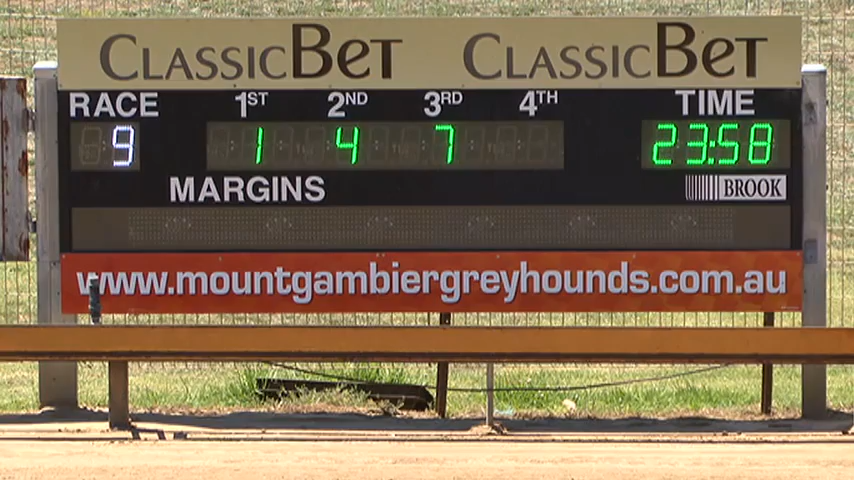 CLASSICBET CLASSICBET
RACE 1ST 2ND 3RD 4TH TIME
9 1 4 7 23:58
MARGINS BROOK
www.mountgambiergreyhounds.com.au